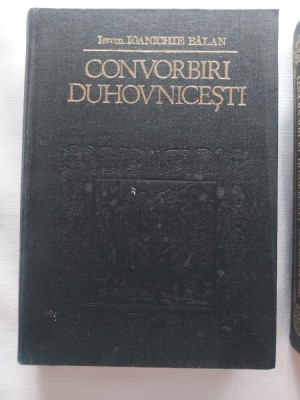 Ierom. IOANICHIE BĂLAN
CONVORBIRI
DUHOVNICEȘTI